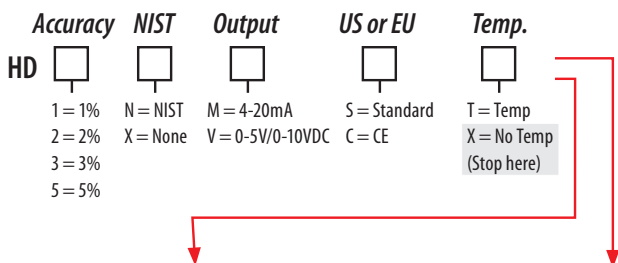 Accuracy NIST Output US or EU Temp.
HD
1 = 1% N = NIST M = 4-20mA S = Standard T = Temp
2 = 2% X = None V = 0-5V/0-10VDC C = CE X = No Temp
3 = 3% (Stop here)
5 = 5%